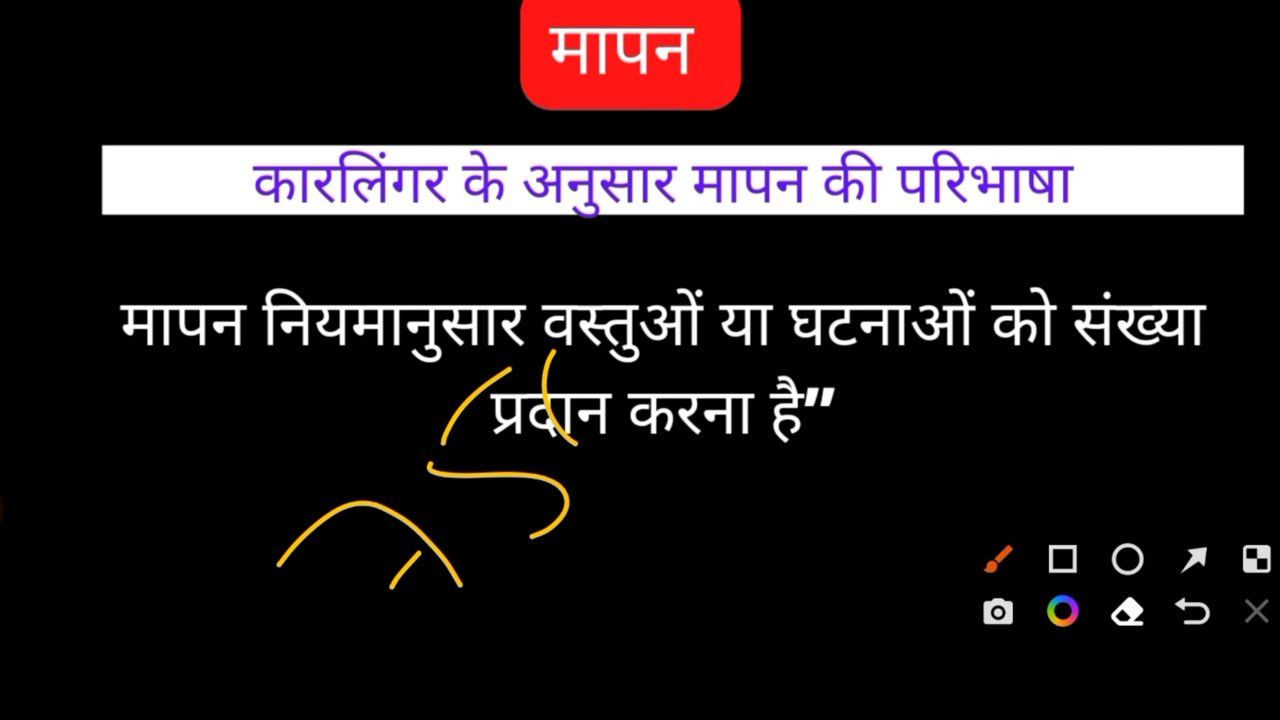 मापन
कारलिंगर के अनुसार मापन की परिभाषा
मापन नियमानुसार वस्तुओं या घटनाओं को संख्या
प्रदान करना है”